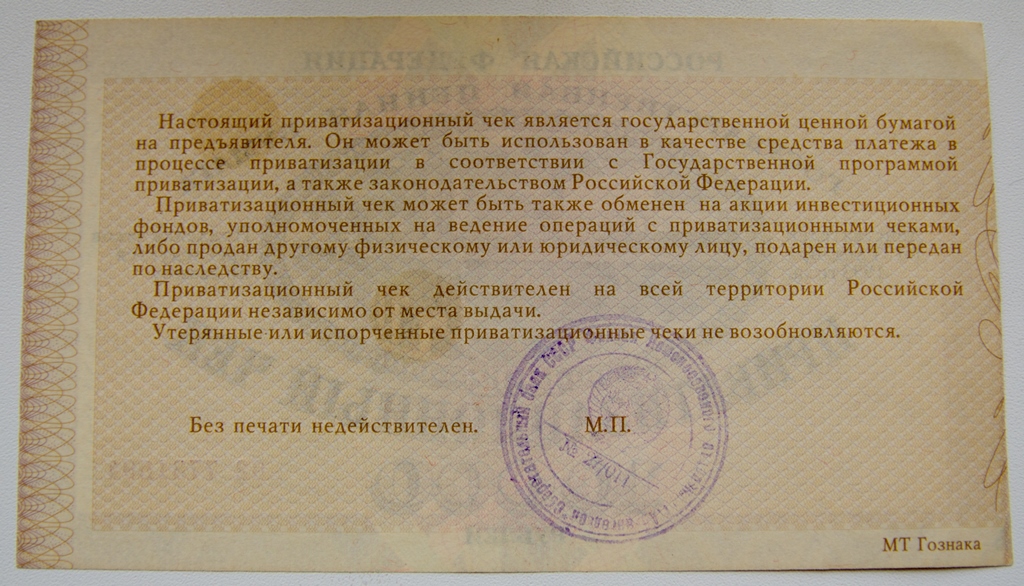 Настоящий приватизационный чек является государственной ценной бумагой
на предъявителя. Он может быть использован в качестве средства платежа в
процессе приватизации в соответствии с Государственной программой
приватизации, а также законодательством Российской Федерации.
Приватизационный чек может быть также обменен на акции инвестиционных
фондов, уполномоченных на ведение операций с приватизационными чеками,
либо продан другому физическому или юридическому лицу, подарен или передан
по наследству.
Приватизационный чек действителен на всей территории Российской
Федерации независимо от места выдачи.
Утерянные или испорченные приватизационные чеки не возобновляются.
Без печати недействителен.
М.П.
Сберегательный банк СССР
МТ Гознака